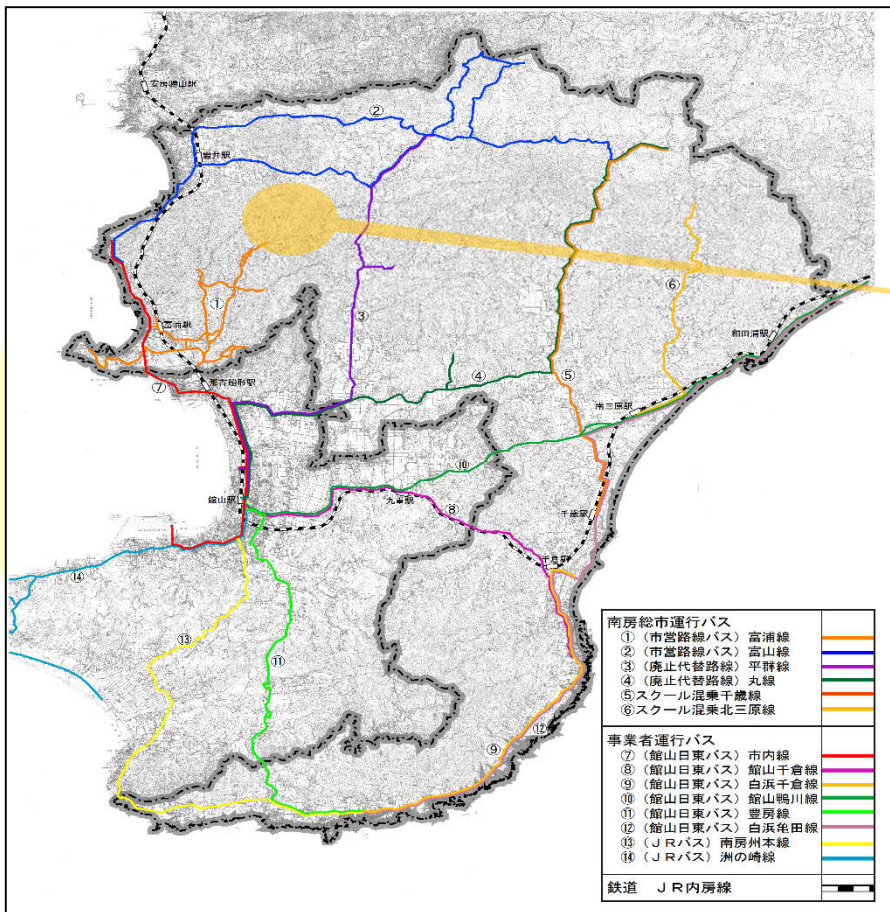 安房勝山駅
②
岩井駅
①
富浦駅
③
⑥
和田浦駅
④
⑤
⑦
那古船形駅
南三原駅
⑩
館山駅
九重駅
⑧
千歳駅
千倉駅
⑭
⑬
⑪
⑨
⑫
南房総市運行バス
① (市営路線バス) 富浦線
② (市営路線バス) 富山線
③ (廃止代替路線) 平群線
④ (廃止代替路線) 丸線
⑤スクール混乗千歳線
⑥スクール混乗北三原線
事業者運行バス
⑦ (館山日東バス) 市内線
⑧ (館山日東バス) 館山千倉線
⑨ (館山日東バス) 白浜千倉線
⑩ (館山日東バス) 館山鴨川線
⑪ (館山日東バス) 豊房線
⑫ (館山日東バス) 白浜亀田線
⑬ (JRバス) 南房州本線
⑭ (JRバス) 洲の崎線
鉄道 JR内房線